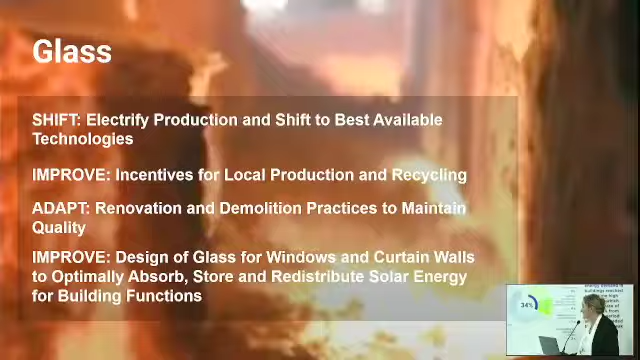 Glass
SHIFT: Electrify Production and Shift to Best Available
Technologies
IMPROVE: Incentives for Local Production and Recycling
ADAPT: Renovation and Demolition Practices to Maintain
Quality
IMPROVE: Design of Glass for Windows and Curtain Walls
to Optimally Absorb, Store and Redistribute Solar Energy
for Building Functions
34%